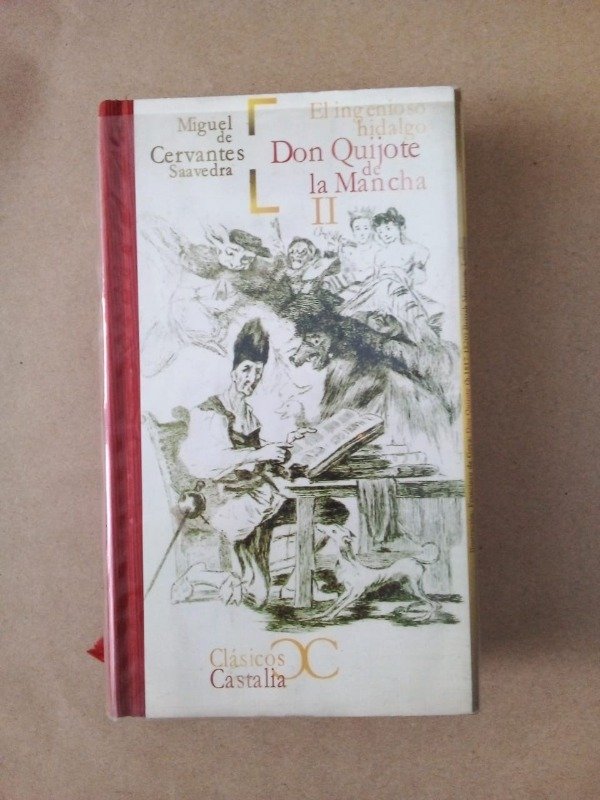 Miguel
de
Cervantes
Saavedra
El ingenioso
hidalgo
Don Quijote
de
la Mancha
II
Clásicos
Castalia